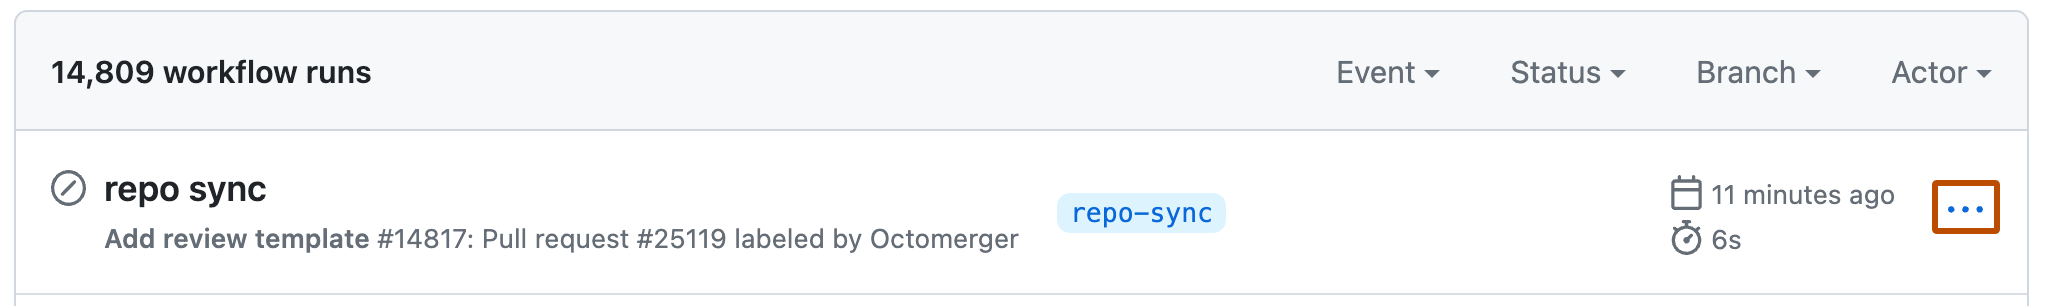 14,809 workflow runs Event Status Branch Actor
repo sync
Add review template #14817: Pull request #25119 labeled by Octomerger
repo-sync
11 minutes ago
6s